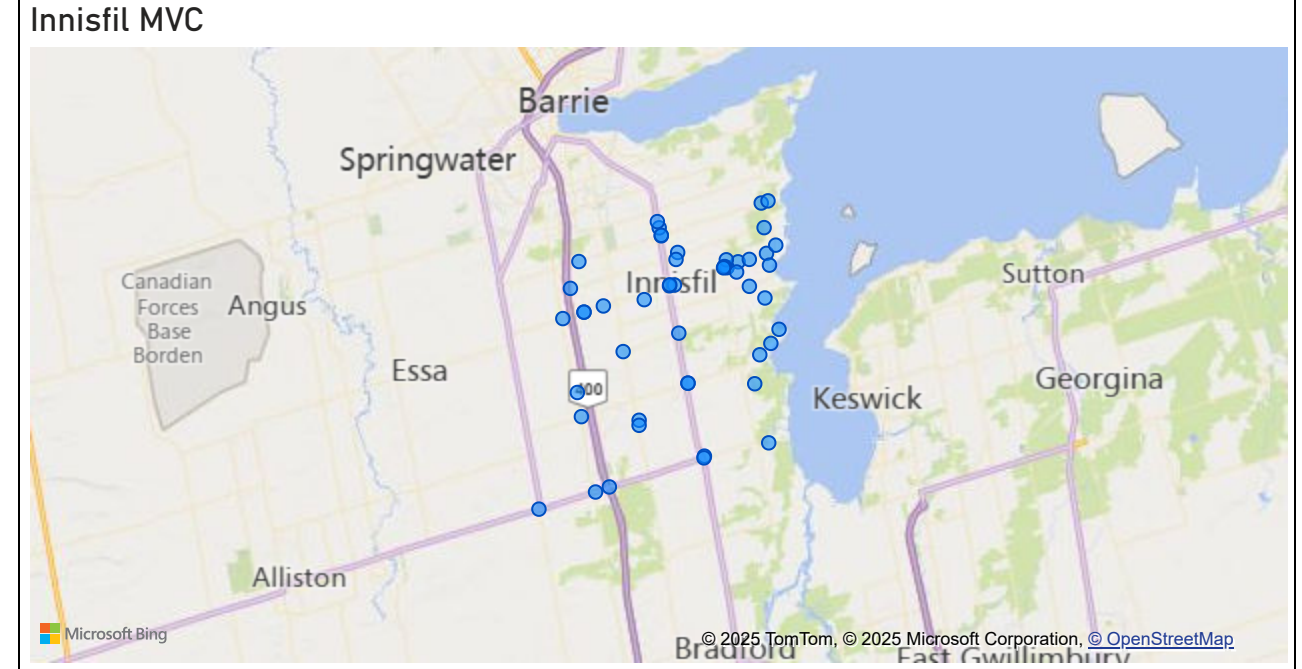 Innisfil MVC
Barrie
Springwater
Canadian
Forces
Base
Borden
Angus
Innisfil
Sutton
Essa
400
Keswick
Georgina
Alliston
Microsoft Bing
Bradford
© 2025 TomTom, © 2025 Microsoft Corporation, © OpenStreetMap
East Gwillimbury